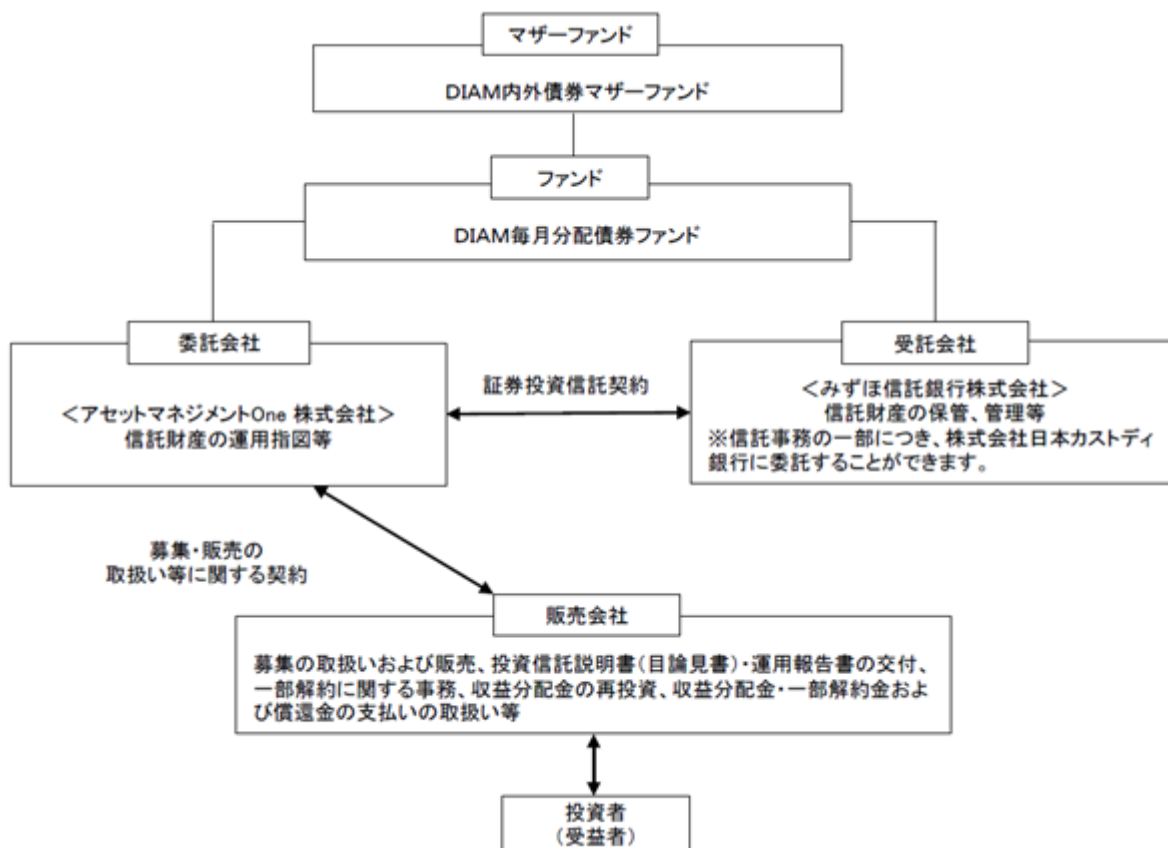 マザーファンド
DIAM内外債券マザーファンド
ファンド
DIAM毎月分配債券ファンド
委託会社
＜アセットマネジメントOne 株式会社＞
信託財産の運用指図等
証券投資信託契約
受託会社
＜みずほ信託銀行株式会社＞
信託財産の保管、管理等
※信託事務の一部につき、株式会社日本カストディ
銀行に委託することができます。
募集・販売の
取扱い等に関する契約
販売会社
募集の取扱いおよび販売、投資信託説明書（目論見書）・運用報告書の交付、
一部解約に関する事務、収益分配金の再投資、収益分配金・一部解約金およ
び償還金の支払いの取扱い等
投資者
（受益者）